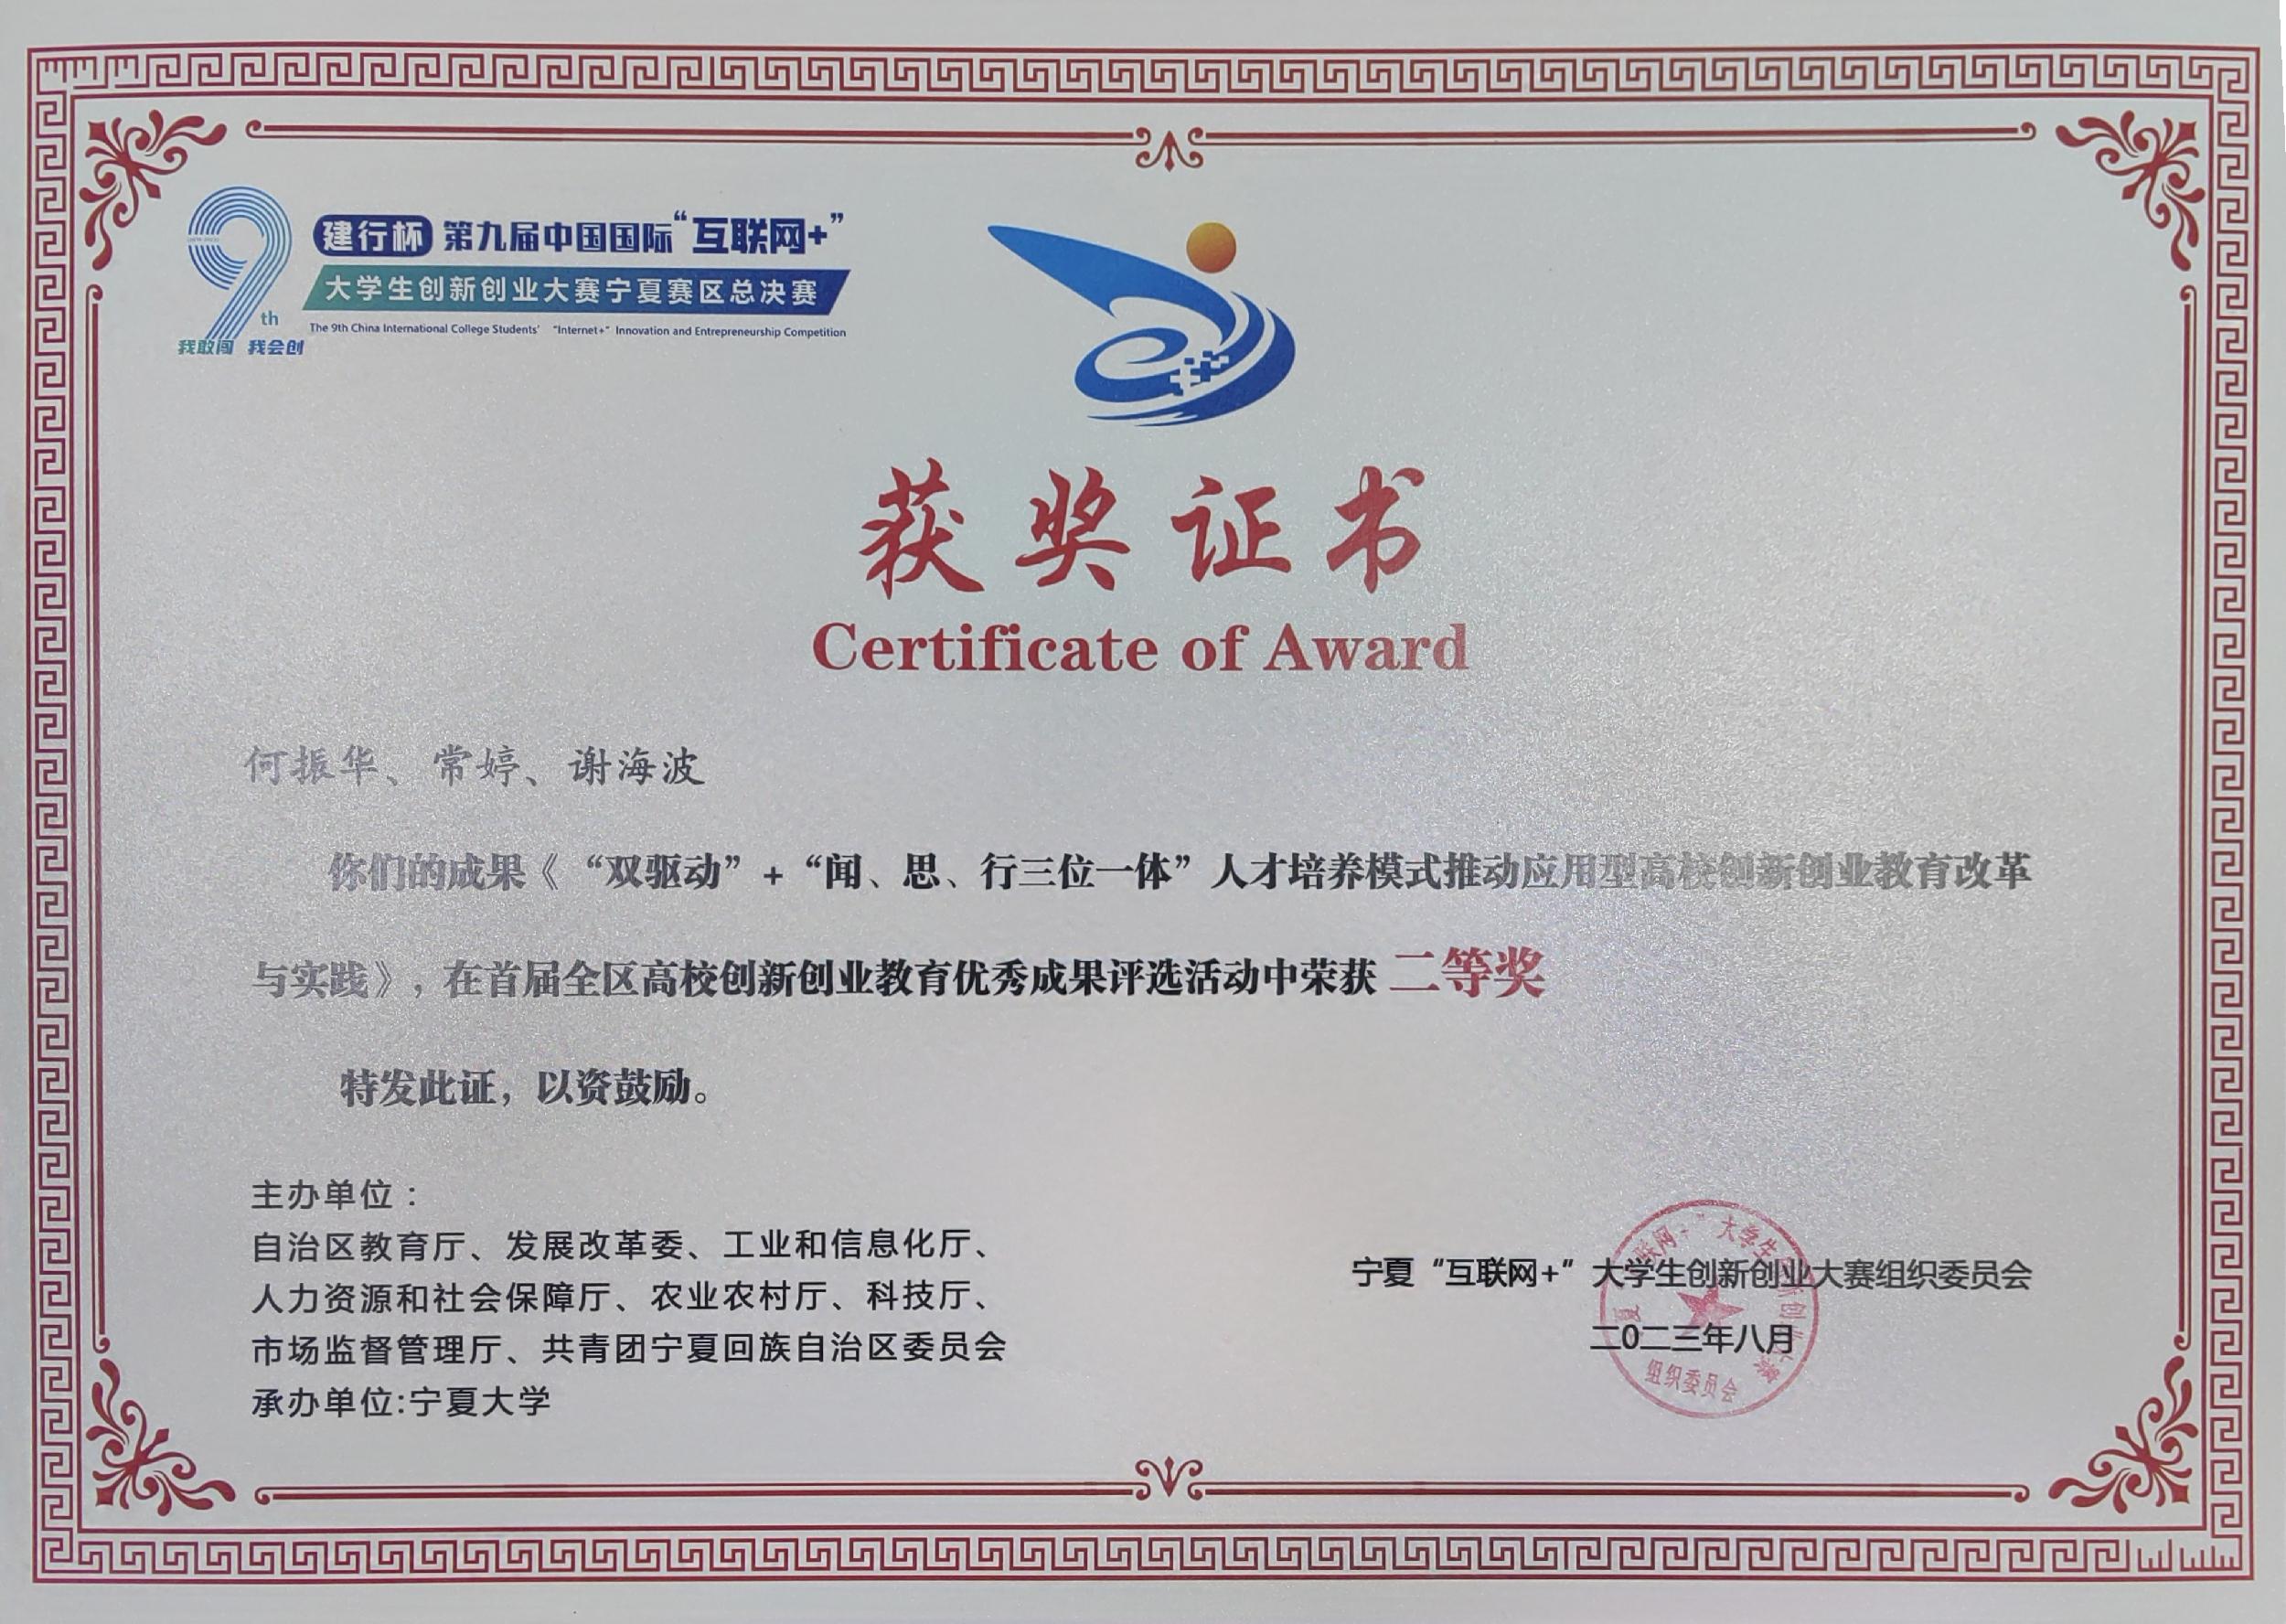 建行杯 第九届中国国际“互联网+”
大学生创新创业大赛宁夏赛区总决赛
The 9th China International College Students' "Internet+" Innovation and Entrepreneurship Competition
9th
我敢闯 我会创
获奖证书
Certificate of Award
何振华、常婷、谢海波
你们的成果《“双驱动”+“闻、思、行三位一体”人才培养模式推动应用型高校创新创业教育改革
与实践》,在首届全区高校创新创业教育优秀成果评选活动中荣获 二等奖
特发此证，以资鼓励。
主办单位：
自治区教育厅、发展改革委、工业和信息化厅、
人力资源和社会保障厅、农业农村厅、科技厅、
市场监督管理厅、共青团宁夏回族自治区委员会
承办单位:宁夏大学
宁夏“互联网+”大学生创新创业大赛组织委员会
二0二三年八月
组织委员会